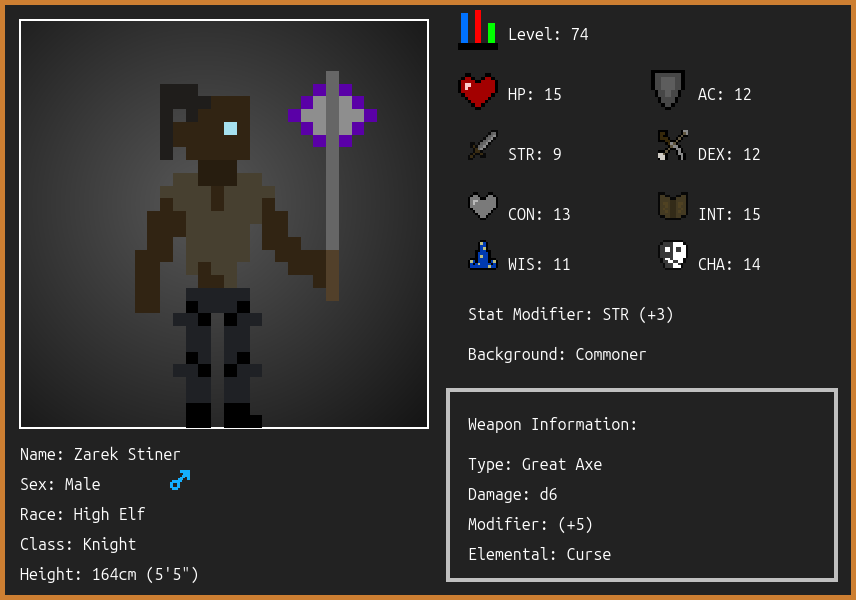 Level: 74
HP: 15
AC: 12
STR: 9
DEX: 12
CON: 13
INT: 15
WIS: 11
CHA: 14
Stat Modifier: STR (+3)
Background: Commoner
Weapon Information:
Type: Great Axe
Damage: d6
Modifier: (+5)
Elemental: Curse
Name: Zarek Stiner
Sex: Male
Race: High Elf
Class: Knight
Height: 164cm (5'5")